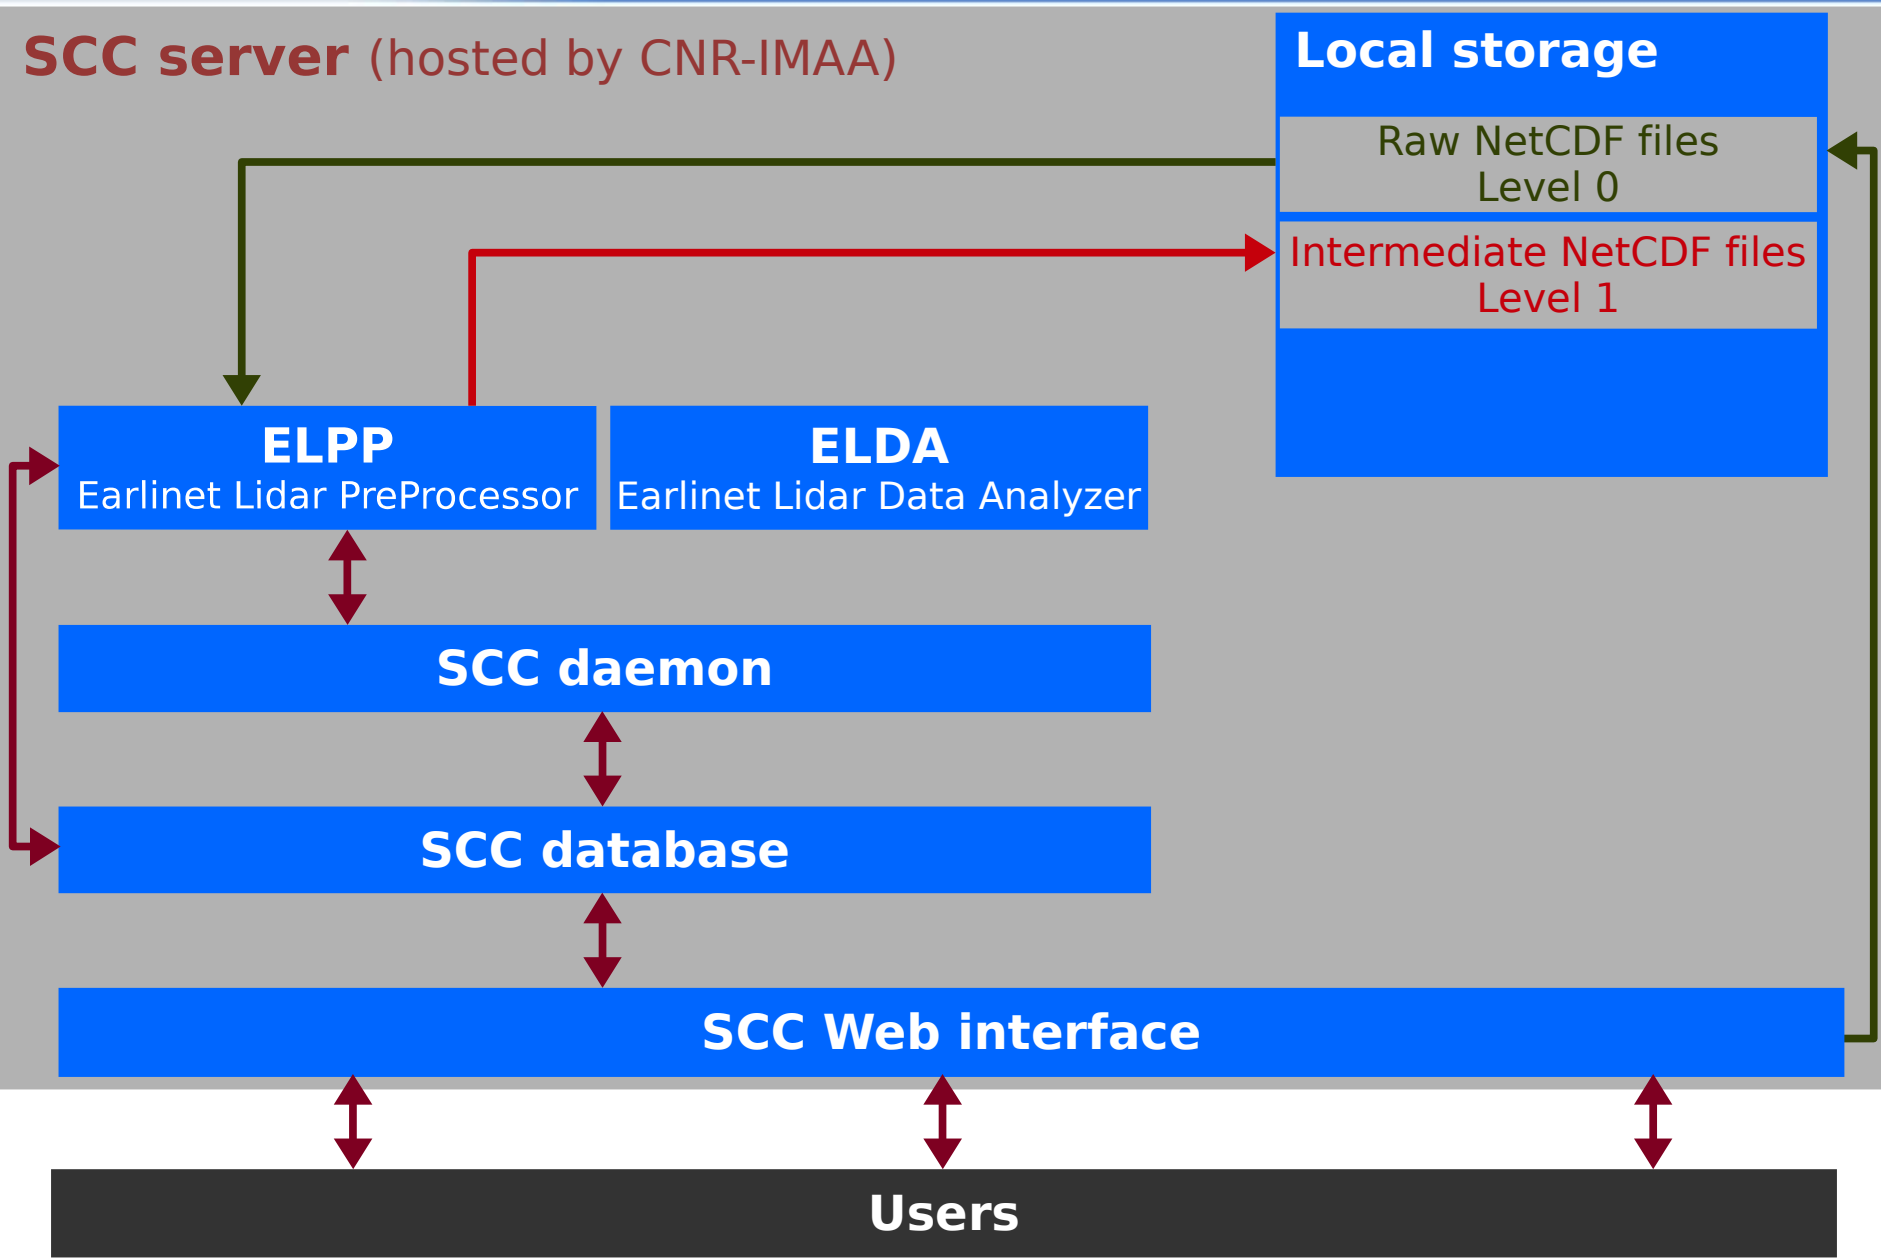 SCC server (hosted by CNR-IMAA)
Local storage
Raw NetCDF files
Level 0
Intermediate NetCDF files
Level 1
ELPP
Earlinet Lidar PreProcessor
ELDA
Earlinet Lidar Data Analyzer
SCC daemon
SCC database
SCC Web interface
Users